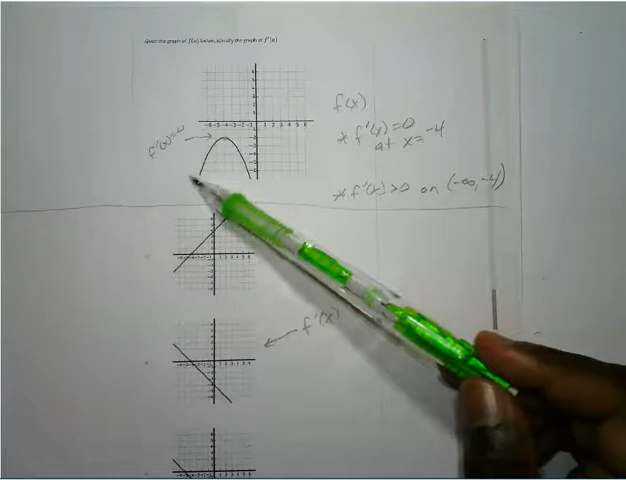 Given the graph of f(x) below, identify the graph of f'(x)
f(x)
* f'(x)=0
at x=-4
f'(x)=0
* f'(x)>0 on (-∞,-4)
f'(x)